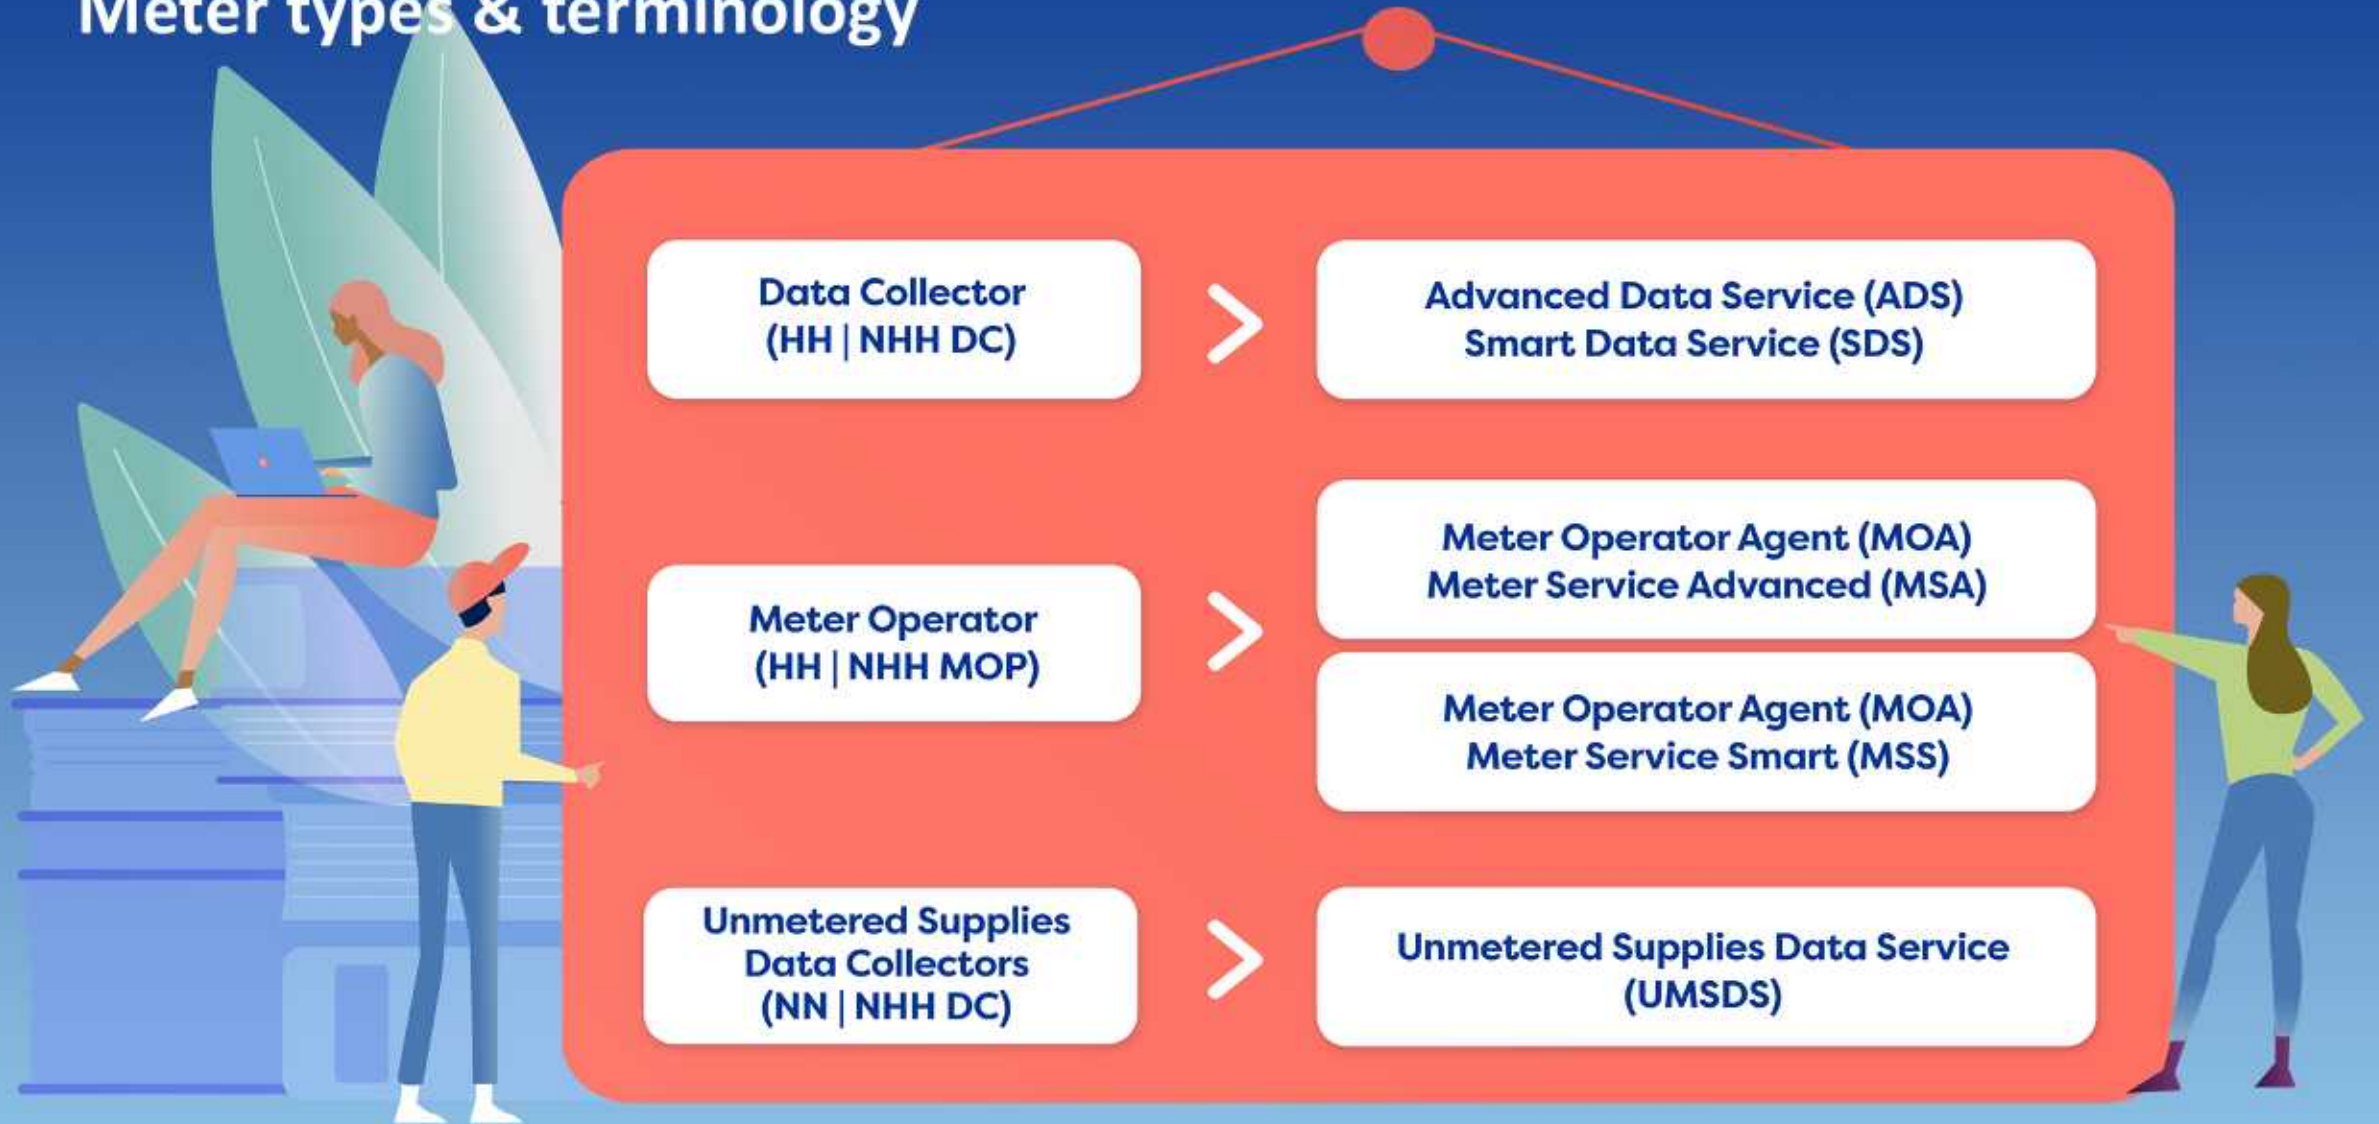 Meter types & terminology
Data Collector
(HH | NHH DC)
Advanced Data Service (ADS)
Smart Data Service (SDS)
Meter Operator
(HH | NHH MOP)
Meter Operator Agent (MOA)
Meter Service Advanced (MSA)
Meter Operator Agent (MOA)
Meter Service Smart (MSS)
Unmetered Supplies
Data Collectors
(NN | NHH DC)
Unmetered Supplies Data Service
(UMSDS)